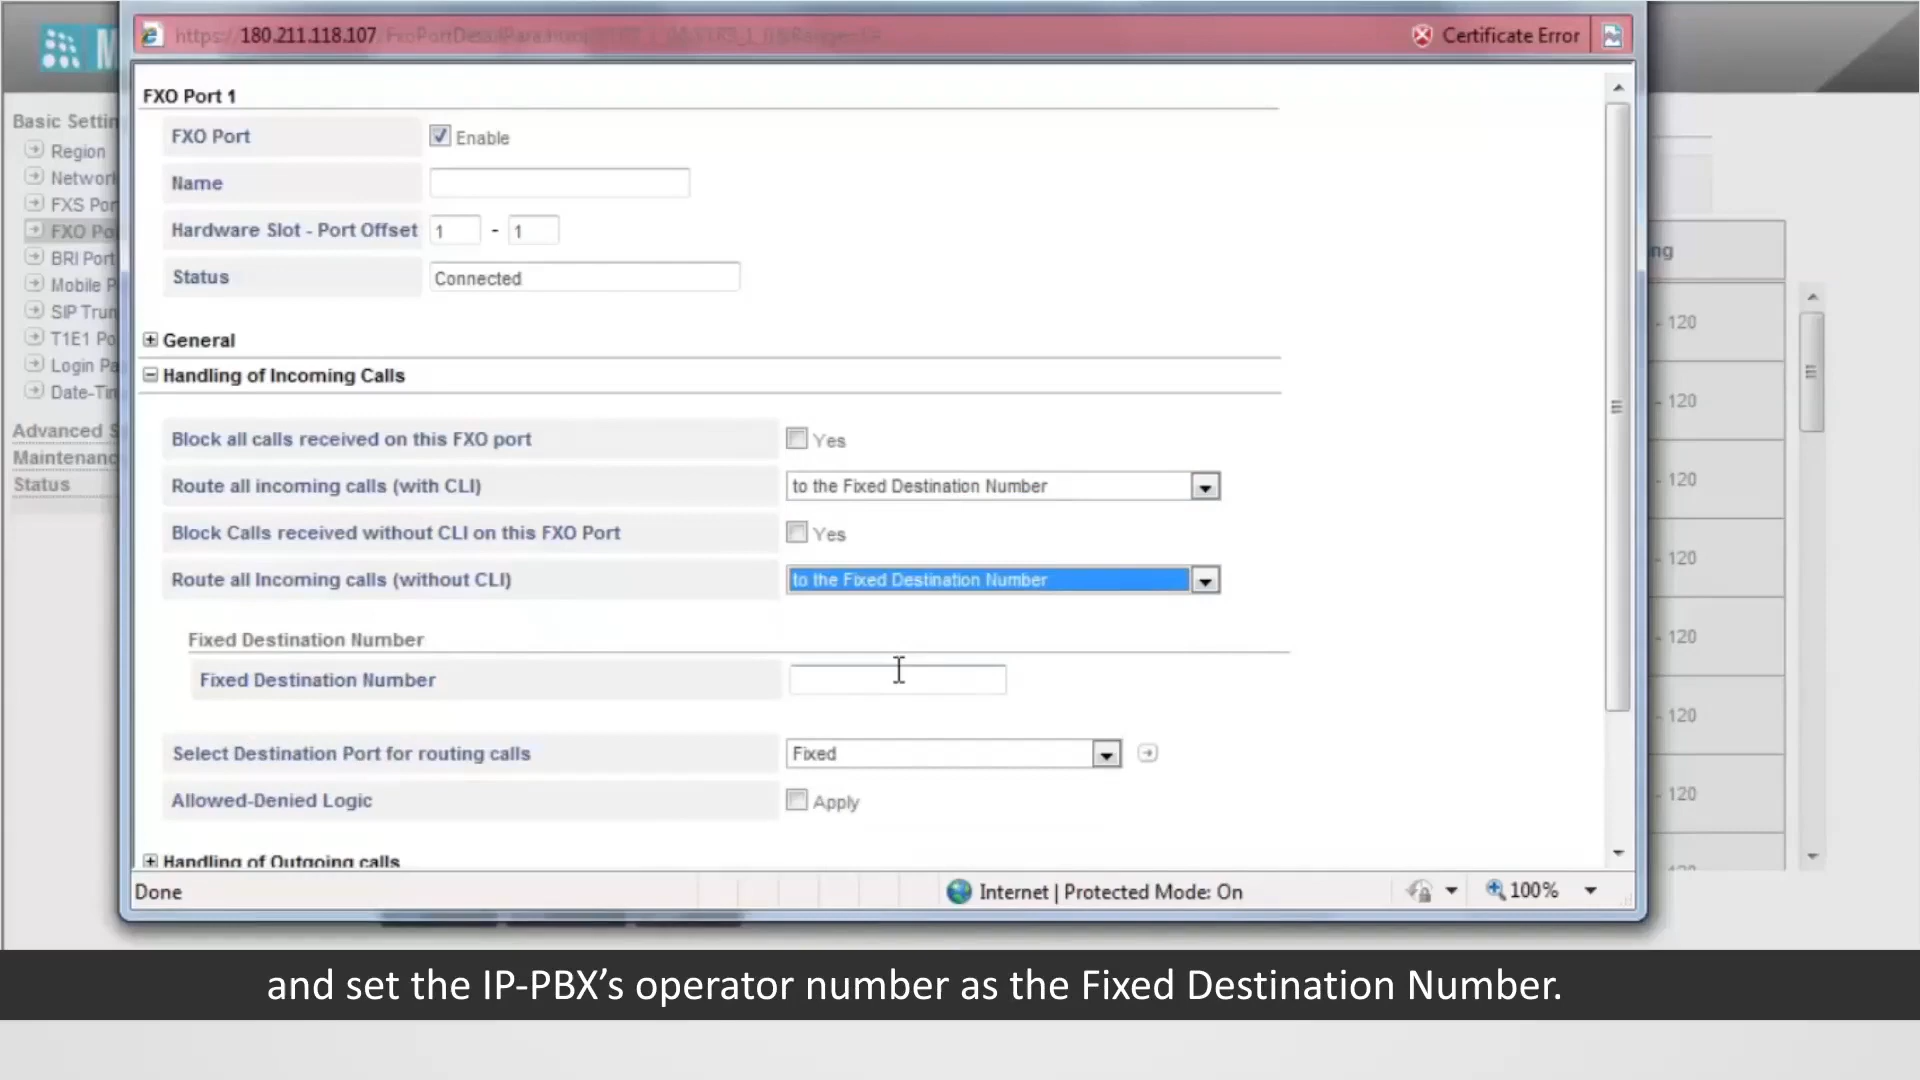 M
https://180.211.118.107
Certificate Error
FXO Port 1
FXO Port
Enable
Name
Hardware Slot - Port Offset 1 - 1
Status Connected
General
Handling of Incoming Calls
Block all calls received on this FXO port Yes
Route all incoming calls (with CLI) to the Fixed Destination Number
Block Calls received without CLI on this FXO Port Yes
Route all Incoming calls (without CLI) to the Fixed Destination Number
Fixed Destination Number
Fixed Destination Number
Select Destination Port for routing calls Fixed
Allowed-Denied Logic Apply
Handling of Outgoing calls
Done
Internet | Protected Mode: On
100%
Basic Settin
Region
Network
FXS Por
FXO Po
BRI Port
Mobile P
SIP Trun
T1E1 Po
Login Pa
Date-Tim
Advanced S
Maintenanc
Status
ng
- 120
- 120
- 120
- 120
- 120
- 120
- 120
and set the IP-PBX’s operator number as the Fixed Destination Number.